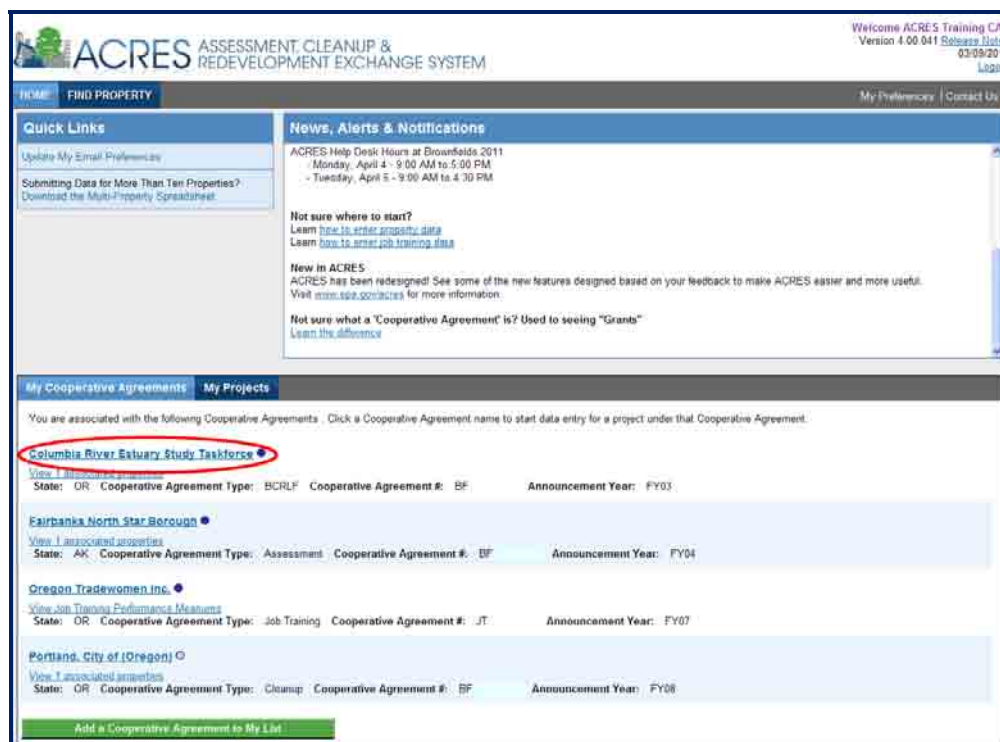 Welcome ACRES Training CA
ACRES ASSESSMENT, CLEANUP &
REDEVELOPMENT EXCHANGE SYSTEM
Version 4.00.041 Release Note
03/09/201
Logo
HOME FIND PROPERTY
My Preferences | Contact Us
Quick Links
Update My Email Preferences
Submitting Data for More Than Ten Properties?
Download the Multi-Property Spreadsheet
News, Alerts & Notifications
ACRES Help Desk Hours at Brownfields 2011
- Monday, April 4 - 9:00 AM to 5:00 PM
- Tuesday, April 5 - 9:00 AM to 4:30 PM
Not sure where to start?
Learn how to enter property data
Learn how to enter job training data
New in ACRES
ACRES has been redesigned! See some of the new features designed based on your feedback to make ACRES easier and more useful.
Visit www.epa.gov/acres for more information.
Not sure what a 'Cooperative Agreement' is? Used to seeing "Grants"
Learn the difference
My Cooperative Agreements My Projects
You are associated with the following Cooperative Agreements . Click a Cooperative Agreement name to start data entry for a project under that Cooperative Agreement.
Columbia River Estuary Study Taskforce
View 1 associated properties
State: OR Cooperative Agreement Type: BCRLF Cooperative Agreement #: BF Announcement Year: FY03
Fairbanks North Star Borough
View 1 associated properties
State: AK Cooperative Agreement Type: Assessment Cooperative Agreement #: BF Announcement Year: FY04
Oregon Tradewomen Inc.
View Job Training Performance Measures
State: OR Cooperative Agreement Type: Job Training Cooperative Agreement #: JT Announcement Year: FY07
Portland, City of (Oregon)
View 1 associated properties
State: OR Cooperative Agreement Type: Cleanup Cooperative Agreement #: BF Announcement Year: FY08
Add a Cooperative Agreement to My List